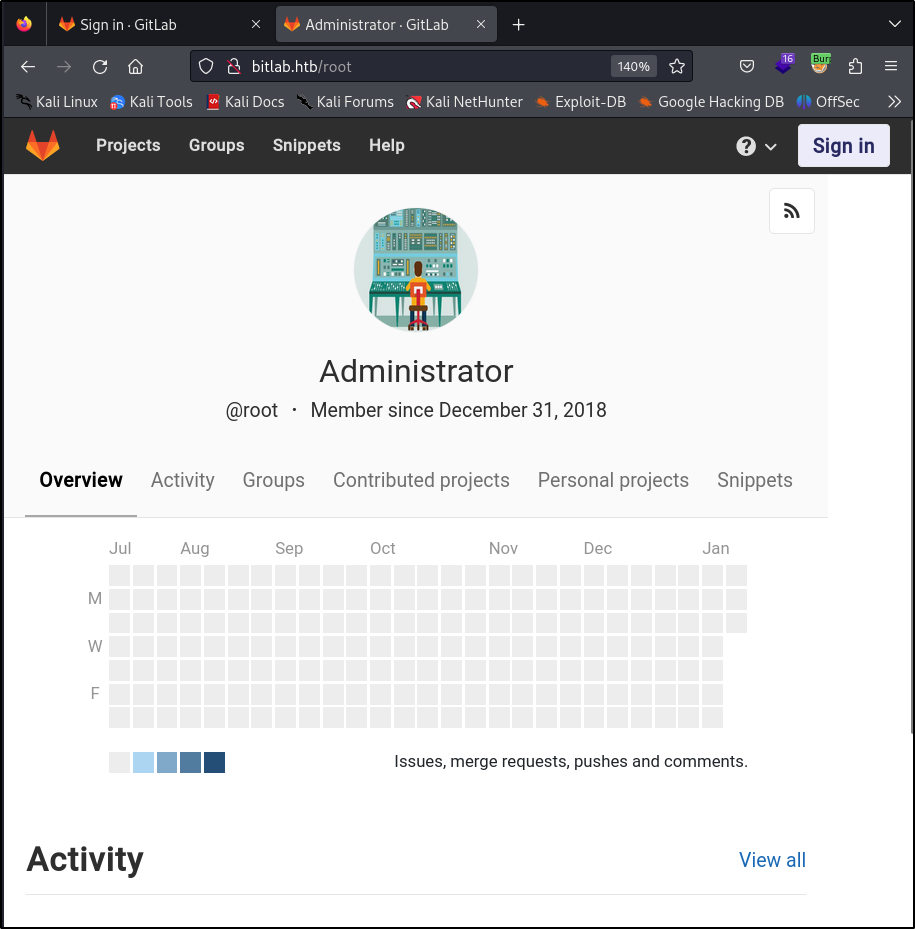 Sign in · GitLab
Administrator · GitLab
bitlab.htb/root 140% 16 Burp
Kali Linux Kali Tools Kali Docs Kali Forums Kali NetHunter Exploit-DB Google Hacking DB OffSec
Projects Groups Snippets Help Sign in
Administrator
@root · Member since December 31, 2018
Overview Activity Groups Contributed projects Personal projects Snippets
Jul Aug Sep Oct Nov Dec Jan
M
W
F
Issues, merge requests, pushes and comments.
Activity View all